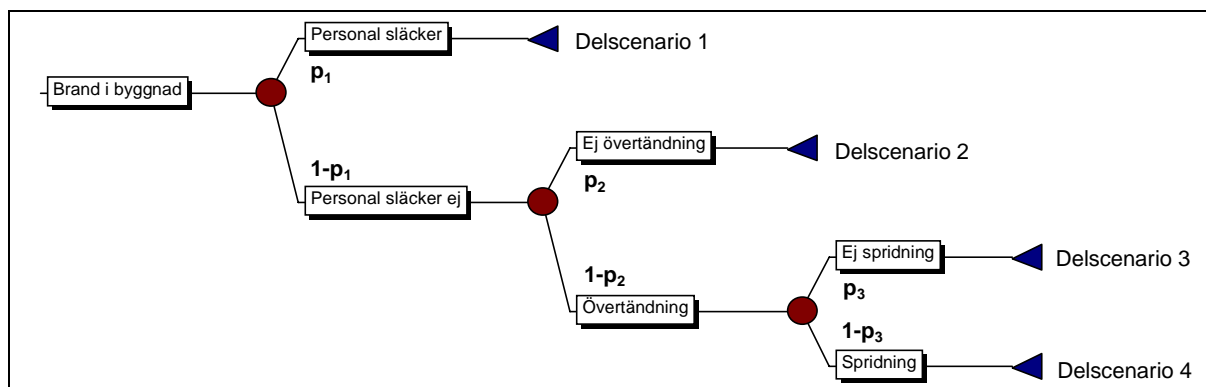 Personal släcker
Delscenario 1
p1
Brand i byggnad
Ej övertändning
Delscenario 2
1-p1
p2
Personal släcker ej
Ej spridning
Delscenario 3
1-p2
p3
Övertändning
1-p3
Spridning
Delscenario 4